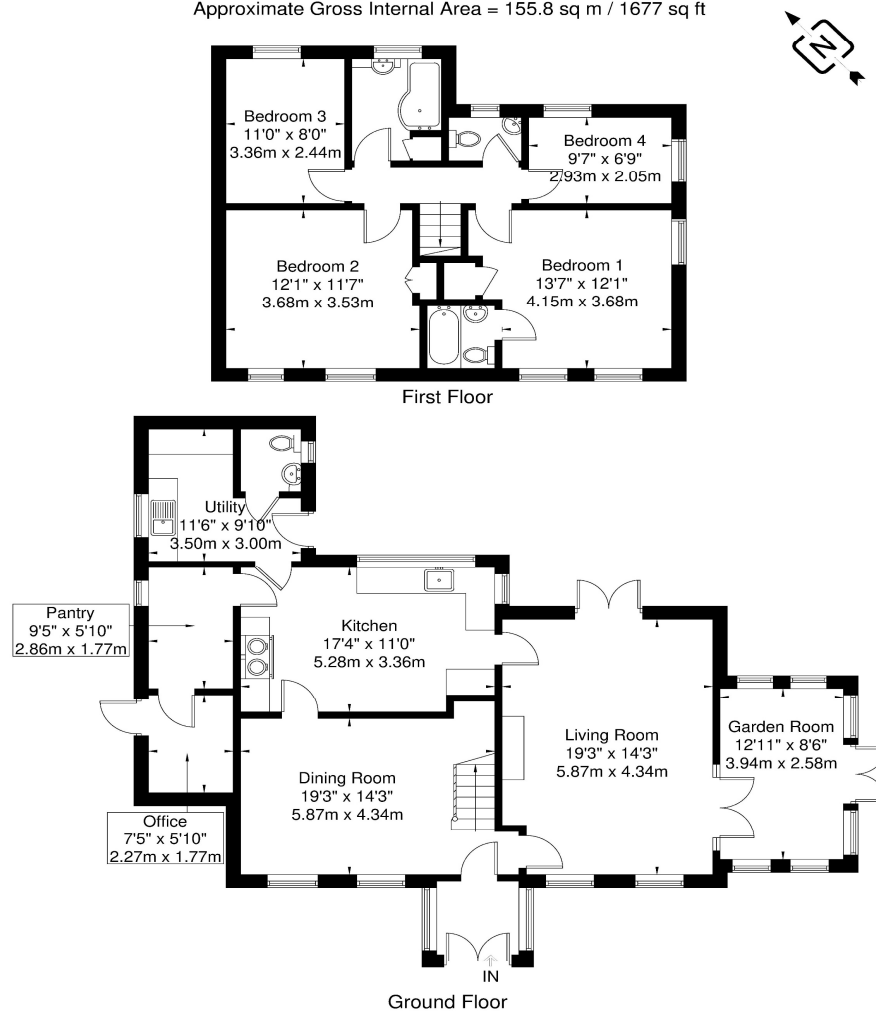 Approximate Gross Internal Area = 155.8 sq m / 1677 sq ft
N
Bedroom 3
11'0" x 8'0"
3.36m x 2.44m
Bedroom 4
9'7" x 6'9"
2.93m x 2.05m
Bedroom 2
12'1" x 11'7"
3.68m x 3.53m
Bedroom 1
13'7" x 12'1"
4.15m x 3.68m
First Floor
Utility
11'6" x 9'10"
3.50m x 3.00m
Pantry
9'5" x 5'10"
2.86m x 1.77m
Kitchen
17'4" x 11'0"
5.28m x 3.36m
Living Room
19'3" x 14'3"
5.87m x 4.34m
Garden Room
12'11" x 8'6"
3.94m x 2.58m
Dining Room
19'3" x 14'3"
5.87m x 4.34m
Office
7'5" x 5'10"
2.27m x 1.77m
IN
Ground Floor